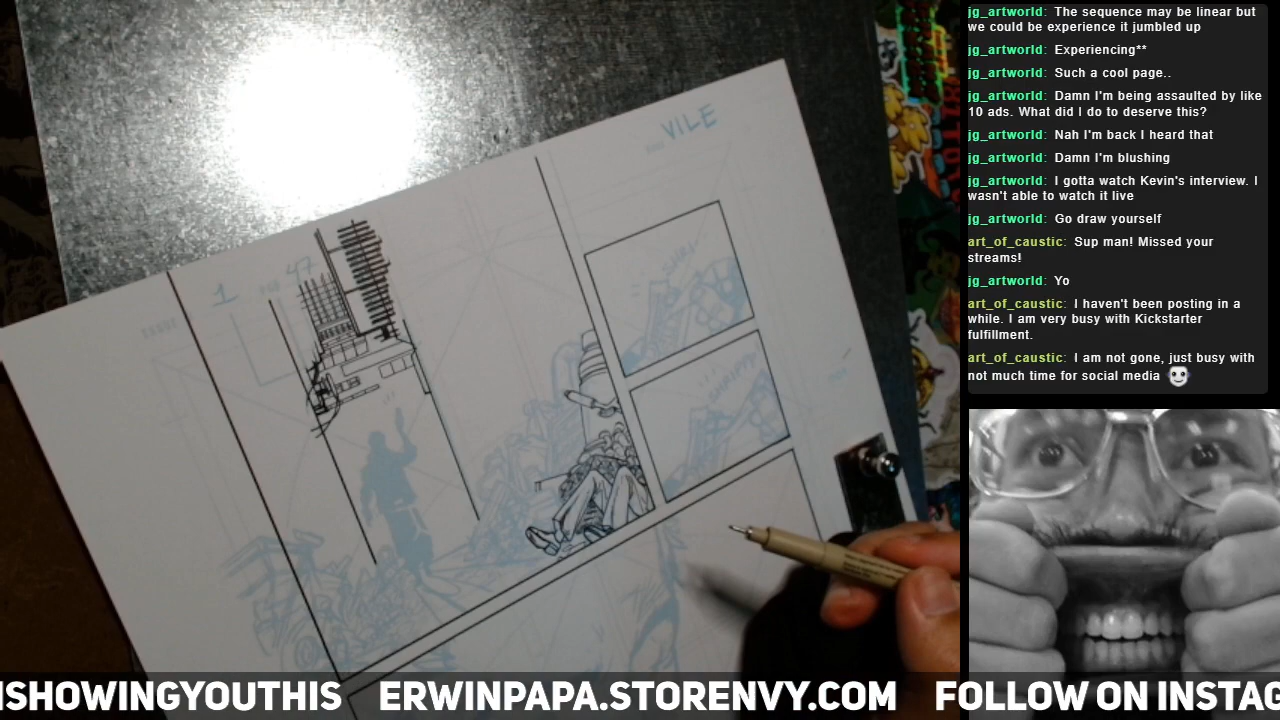 jg_artworld: The sequence may be linear but
we could be experience it jumbled up
jg_artworld: Experiencing**
jg_artworld: Such a cool page..
jg_artworld: Damn I'm being assaulted by like
10 ads. What did I do to deserve this?
jg_artworld: Nah I'm back I heard that
jg_artworld: Damn I'm blushing
jg_artworld: I gotta watch Kevin's interview. I
wasn't able to watch it live
jg_artworld: Go draw yourself
art_of_caustic: Sup man! Missed your
streams!
jg_artworld: Yo
art_of_caustic: I haven't been posting in a
while. I am very busy with Kickstarter
fulfillment.
art_of_caustic: I am not gone, just busy with
not much time for social media
VILE
1
47
ISHOWINGYOUTHIS ERWINPAPA.STORENVY.COM FOLLOW ON INSTAG